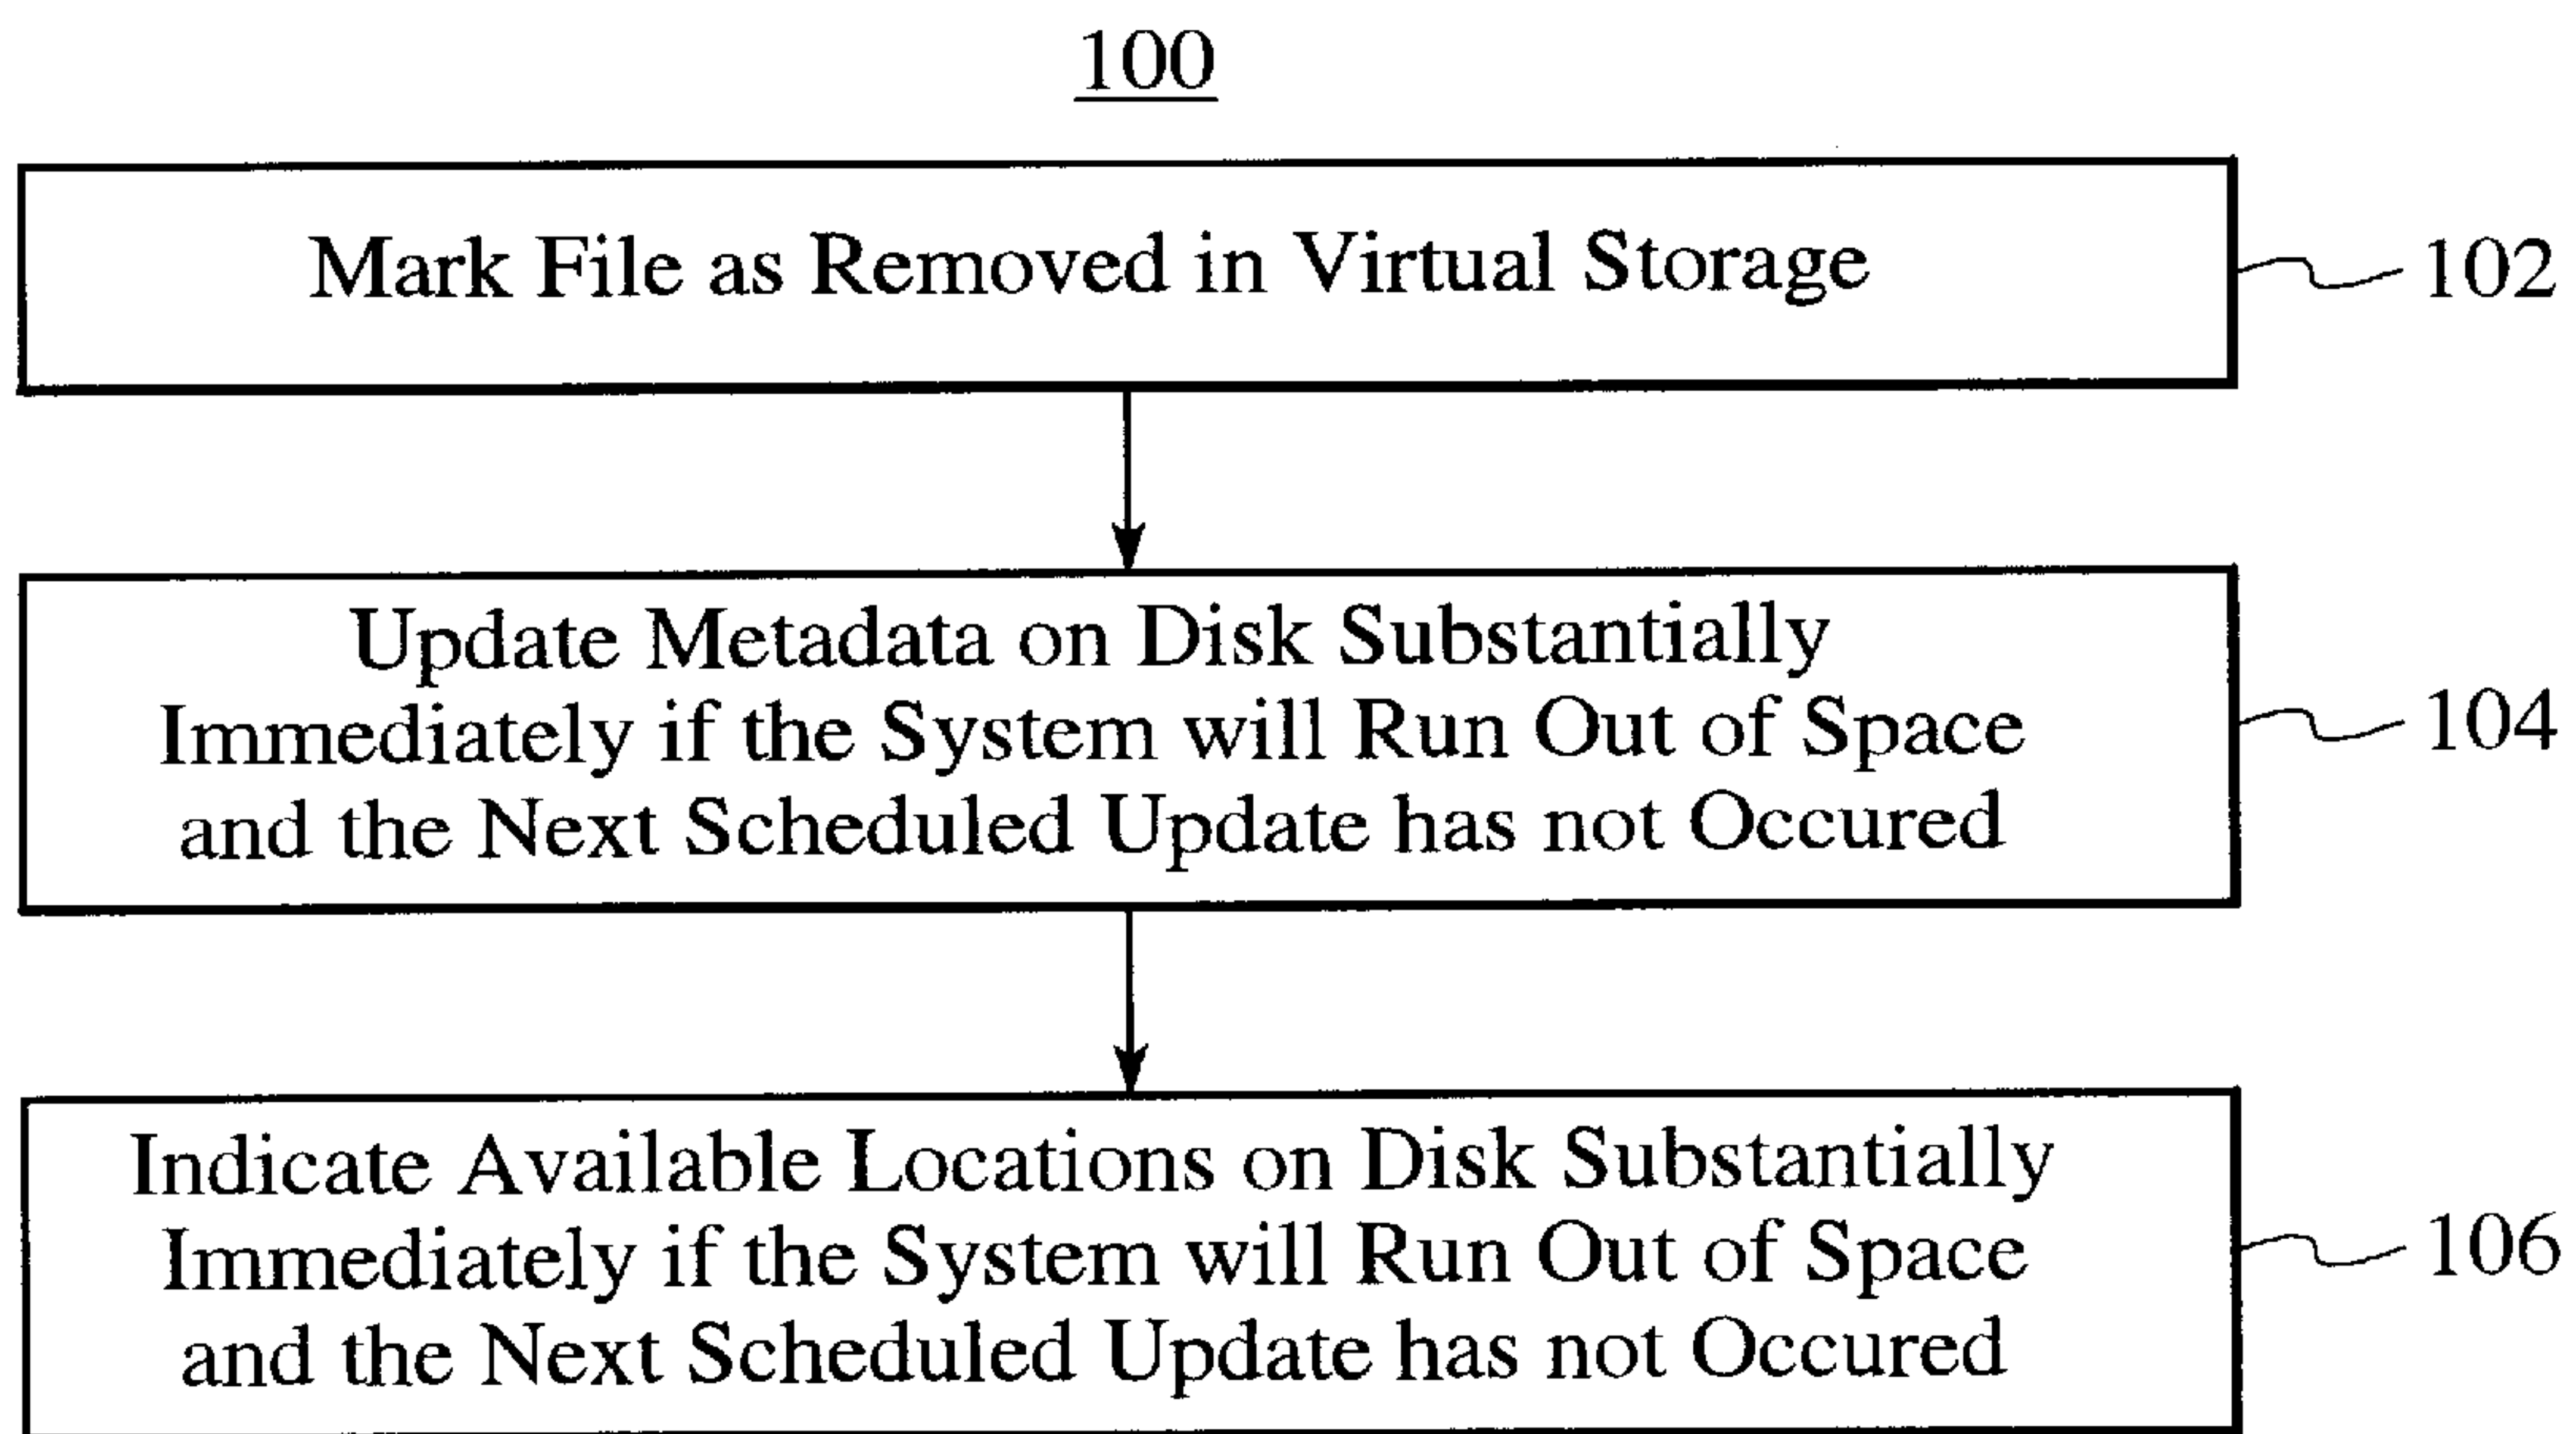 100
Mark File as Removed in Virtual Storage
102
Update Metadata on Disk Substantially
Immediately if the System will Run Out of Space
and the Next Scheduled Update has not Occured
104
Indicate Available Locations on Disk Substantially
Immediately if the System will Run Out of Space
and the Next Scheduled Update has not Occured
106